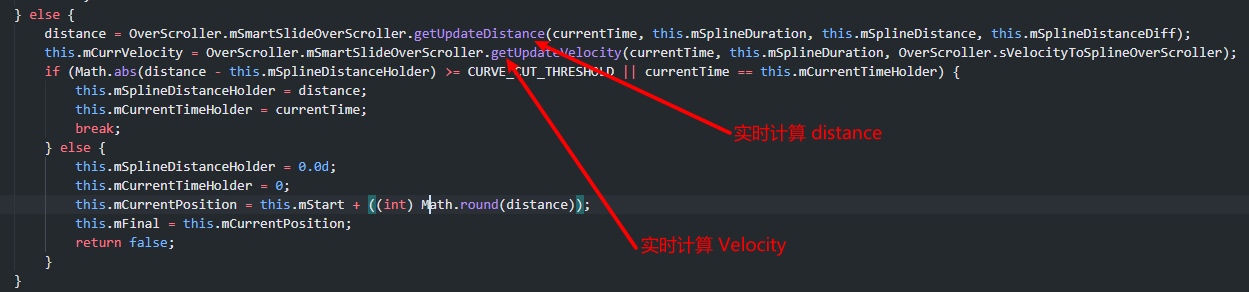 } else {
distance = OverScroller.mSmartSlideOverScroller.getUpdateDistance(currentTime, this.mSplineDuration, this.mSplineDistance, this.mSplineDistanceDiff);
this.mCurrVelocity = OverScroller.mSmartSlideOverScroller.getUpdateVelocity(currentTime, this.mSplineDuration, OverScroller.sVelocityToSplineOverScroller);
if (Math.abs(distance - this.mSplineDistanceHolder) >= CURVE_CUT_THRESHOLD || currentTime == this.mCurrentTimeHolder) {
this.mSplineDistanceHolder = distance;
this.mCurrentTimeHolder = currentTime;
break;
实时计算 distance
} else {
this.mSplineDistanceHolder = 0.0d;
this.mCurrentTimeHolder = 0;
this.mCurrentPosition = this.mStart + ((int) Math.round(distance));
this.mFinal = this.mCurrentPosition;
return false;
实时计算 Velocity
}
}